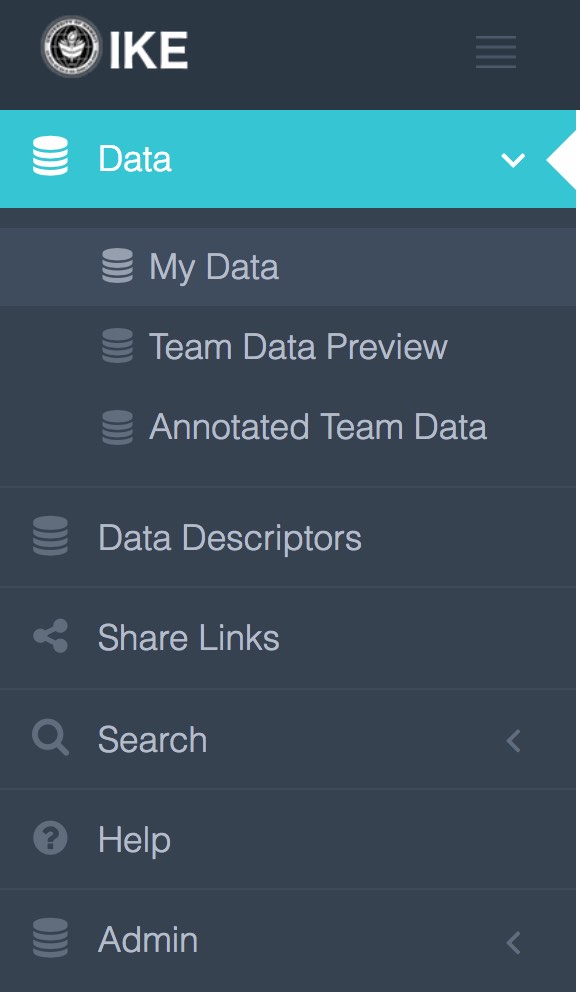 IKE
Data
My Data
Team Data Preview
Annotated Team Data
Data Descriptors
Share Links
Search
Help
Admin